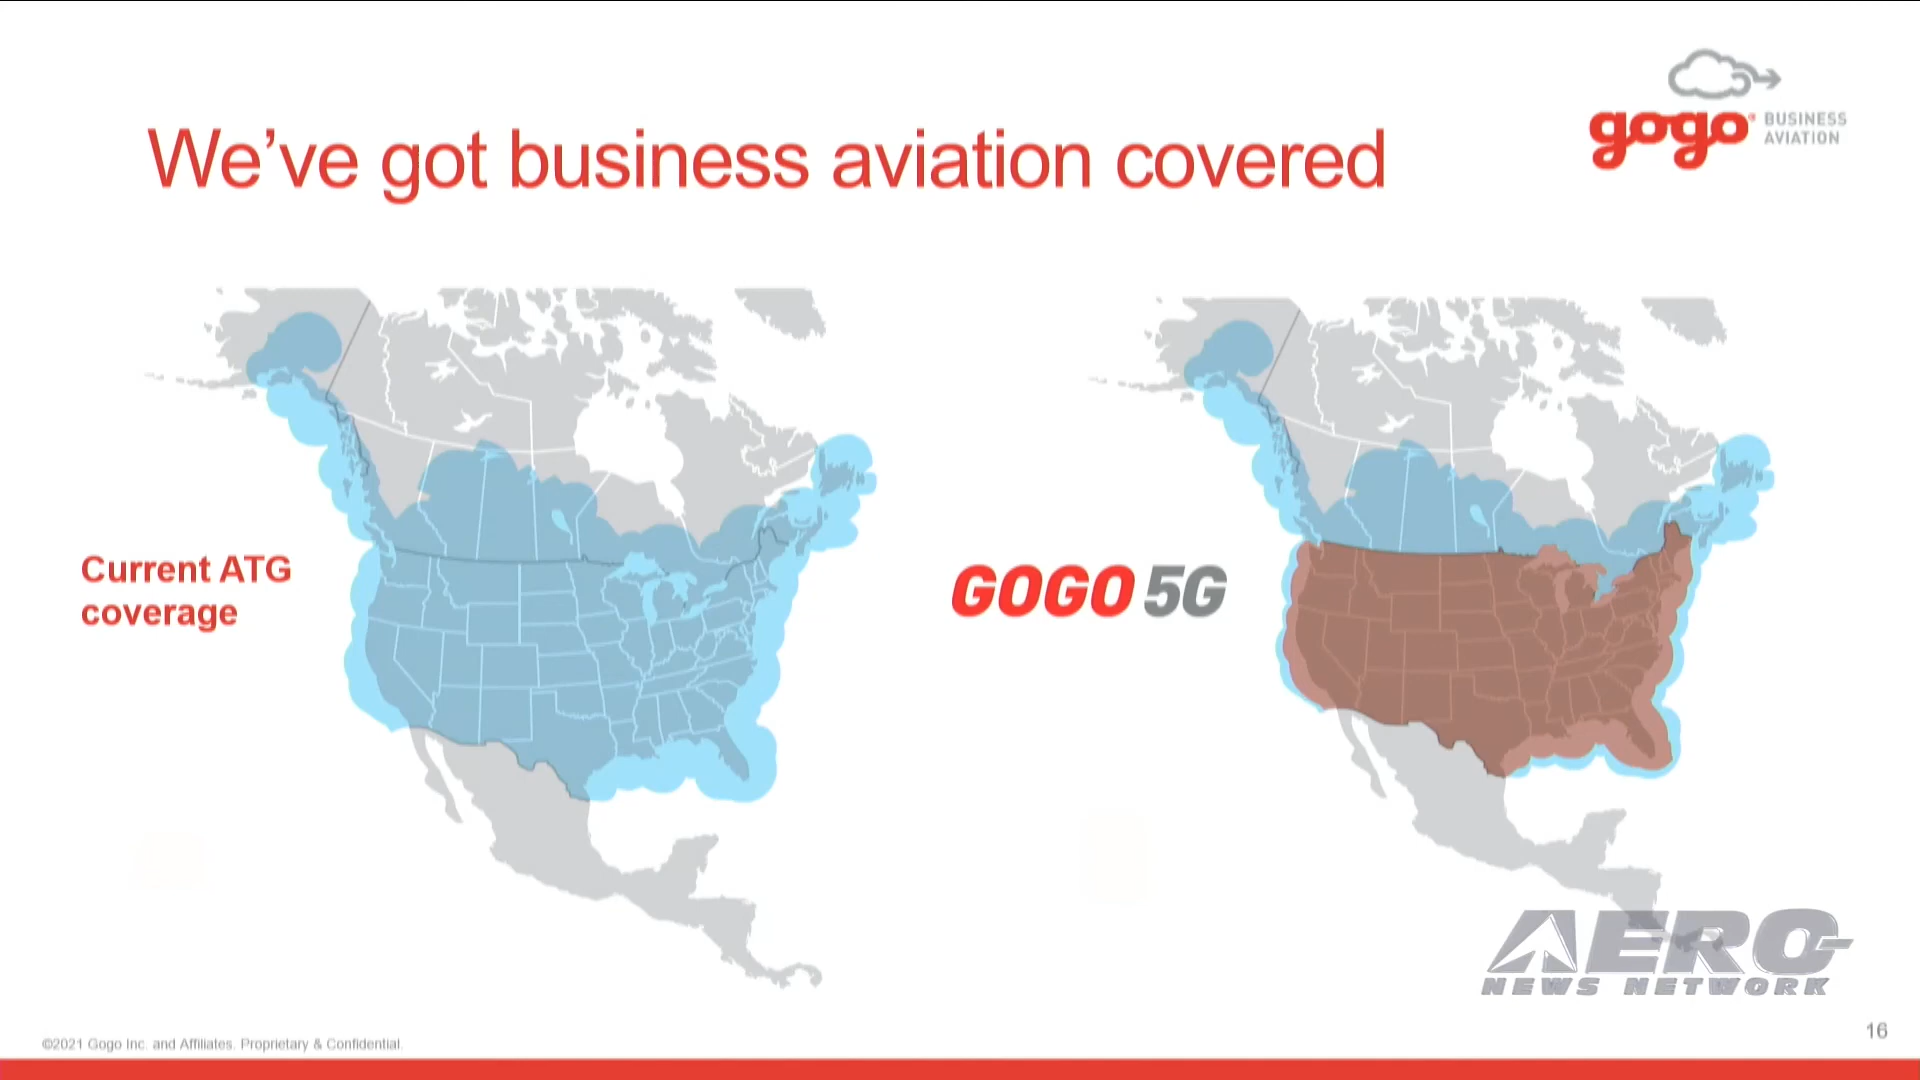 We've got business aviation covered
gogo BUSINESS
AVIATION
Current ATG
coverage
GOGO 5G
AERO
NEWS NETWORK
©2021 Gogo Inc. and Affiliates. Proprietary & Confidential.
16